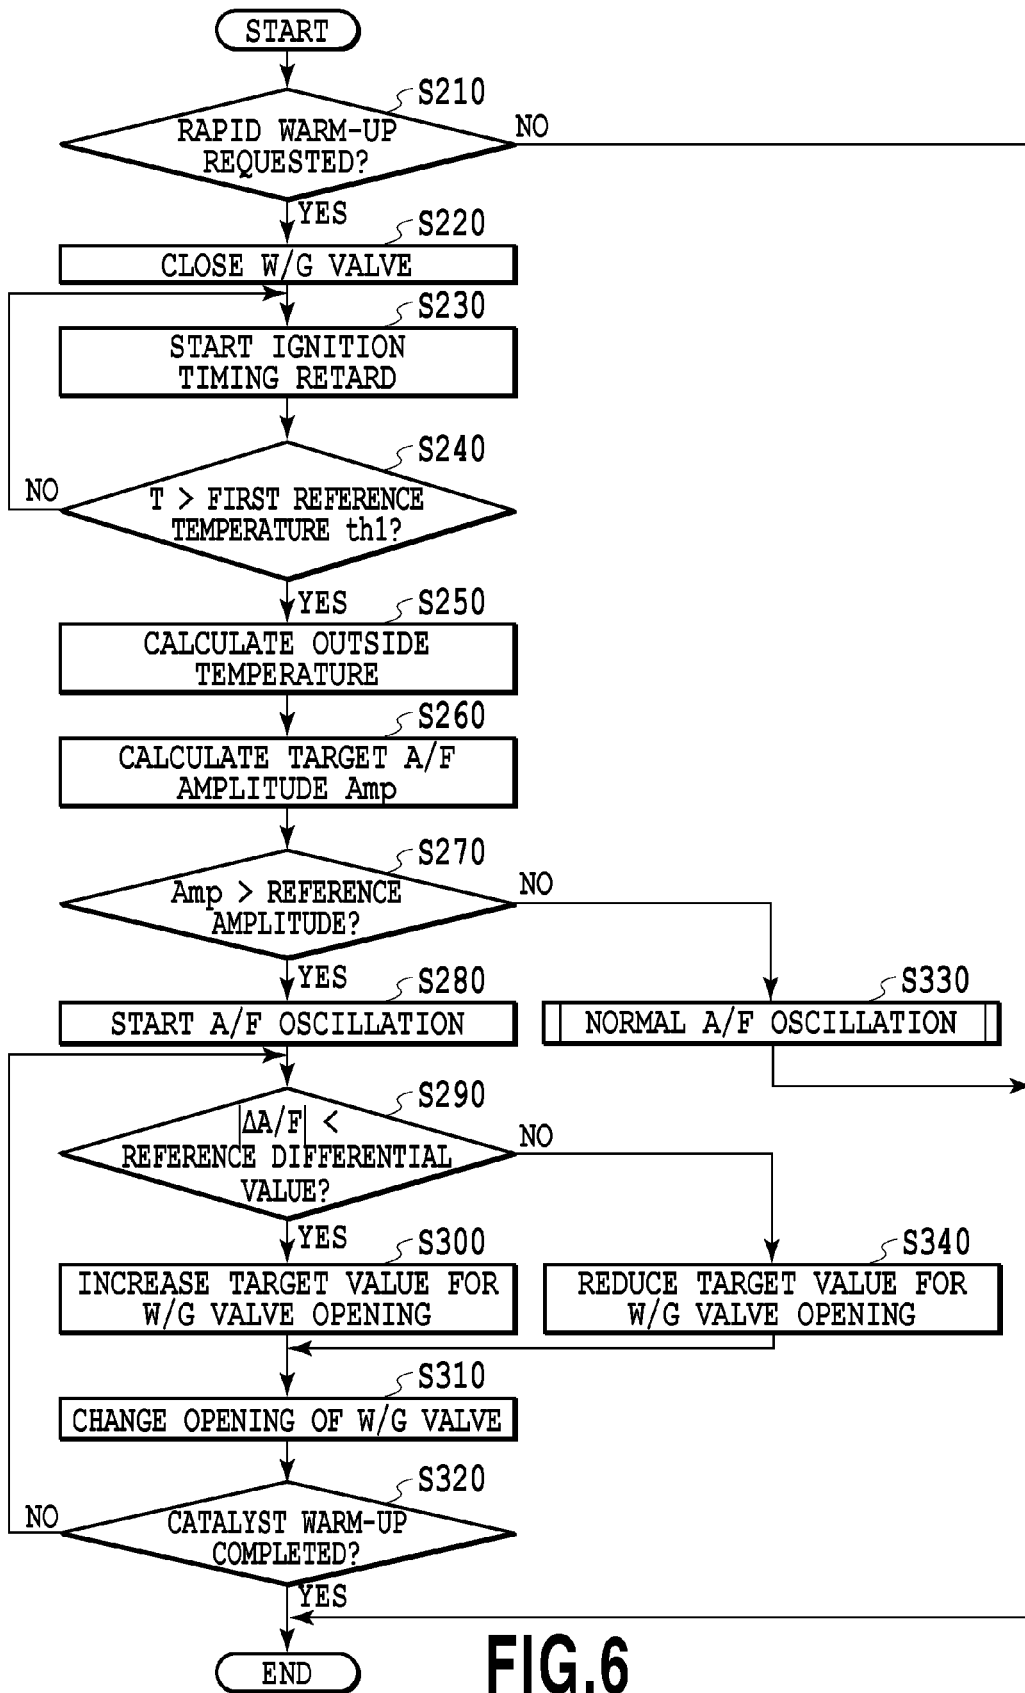 START
S210
RAPID WARM-UP
REQUESTED?
NO
YES
S220
CLOSE W/G VALVE
S230
START IGNITION
TIMING RETARD
S240
NO
T > FIRST REFERENCE
TEMPERATURE th1?
YES
S250
CALCULATE OUTSIDE
TEMPERATURE
S260
CALCULATE TARGET A/F
AMPLITUDE Amp
S270
Amp > REFERENCE
AMPLITUDE?
NO
YES
S280
START A/F OSCILLATION
S330
NORMAL A/F OSCILLATION
S290
|ΔA/F| <
REFERENCE DIFFERENTIAL
VALUE?
NO
YES
S300
INCREASE TARGET VALUE FOR
W/G VALVE OPENING
S340
REDUCE TARGET VALUE FOR
W/G VALVE OPENING
S310
CHANGE OPENING OF W/G VALVE
S320
NO
CATALYST WARM-UP
COMPLETED?
YES
END
FIG.6